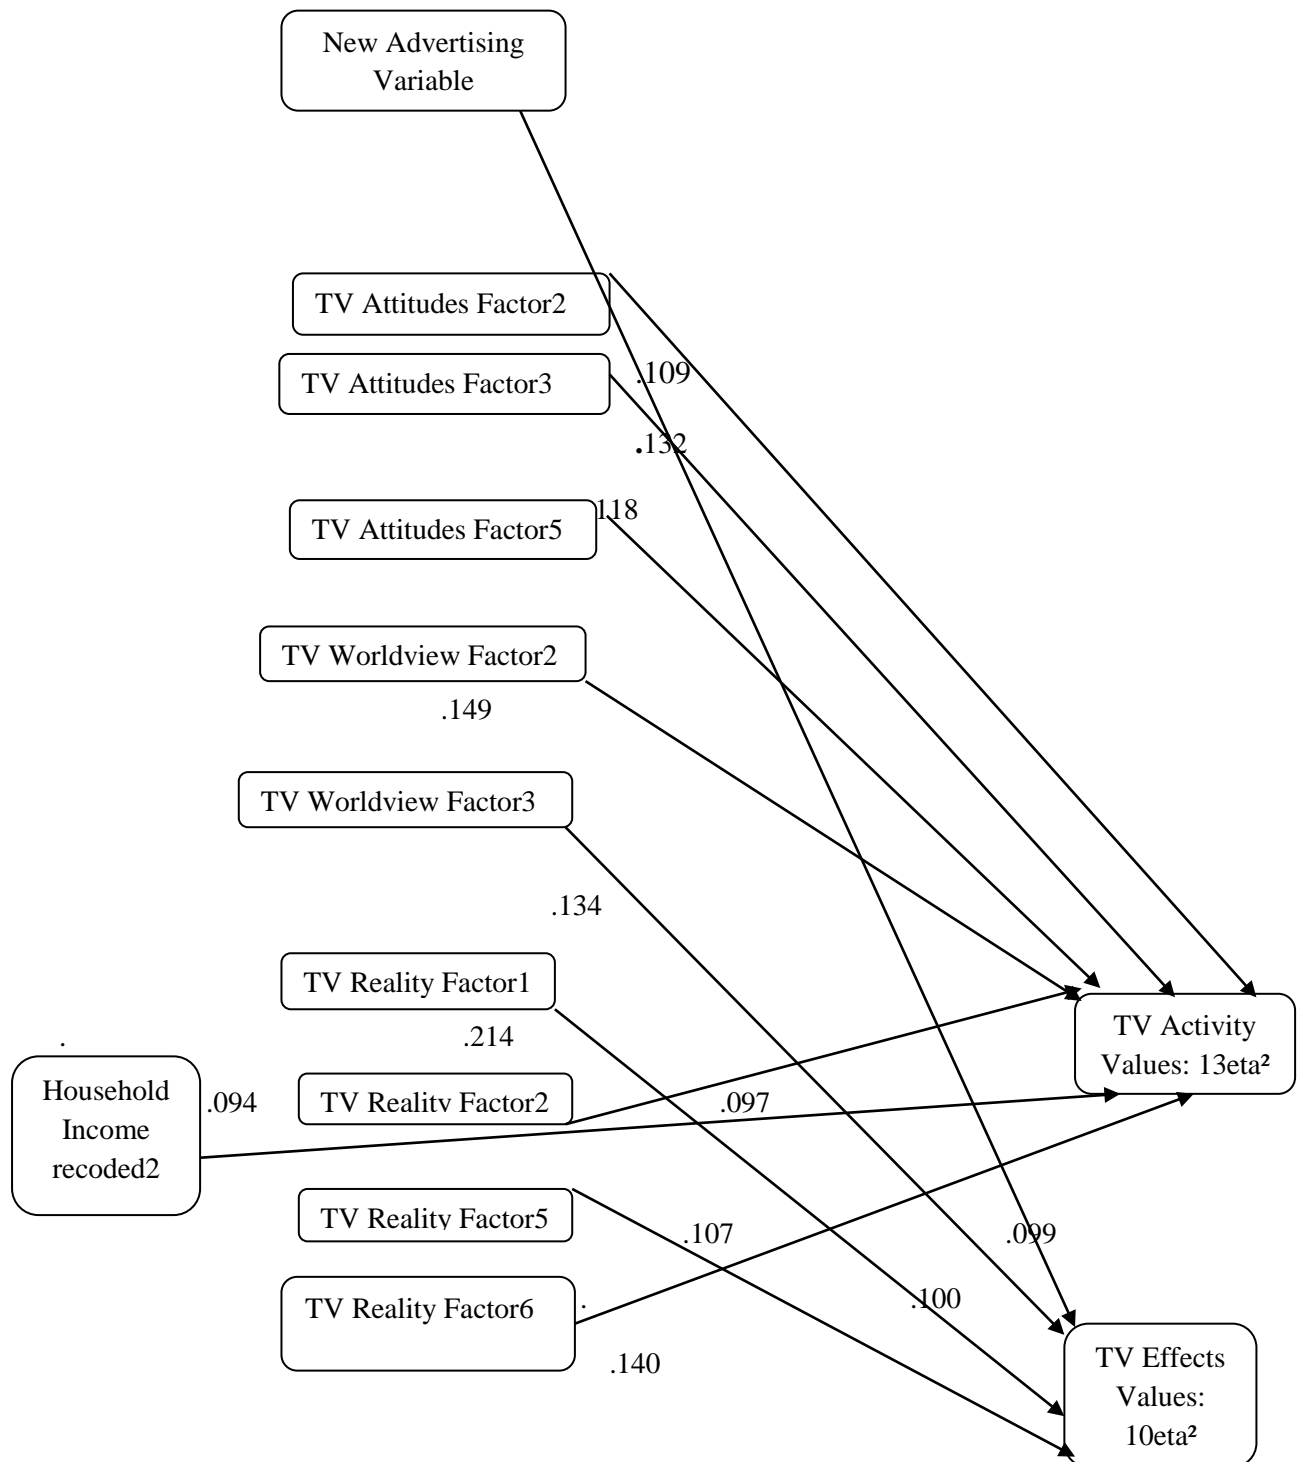 New Advertising
Variable
TV Attitudes Factor2
.109
TV Attitudes Factor3
.132
118
TV Attitudes Factor5
TV Worldview Factor2
.149
TV Worldview Factor3
.134
TV Reality Factor1
.214
TV Activity
Values: 13eta²
.
Household
Income
recoded2
.094
TV Reality Factor2
.097
TV Reality Factor5
.107
.099
TV Reality Factor6
.
.100
.140
TV Effects
Values:
10eta²